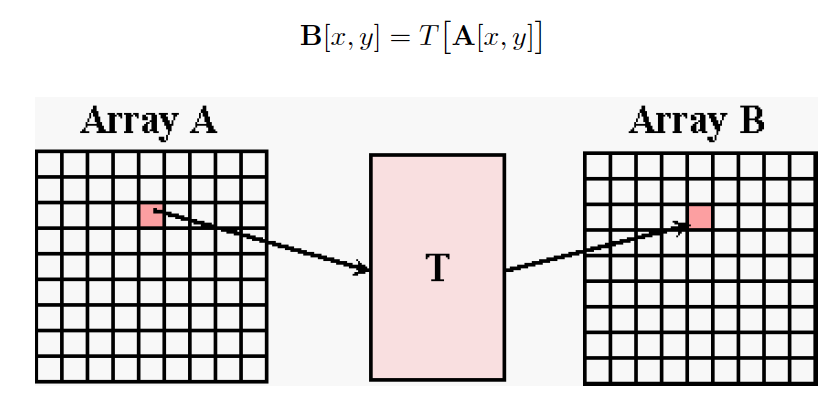 B[x, y] = T[A[x, y]]
Array A
Array B
T